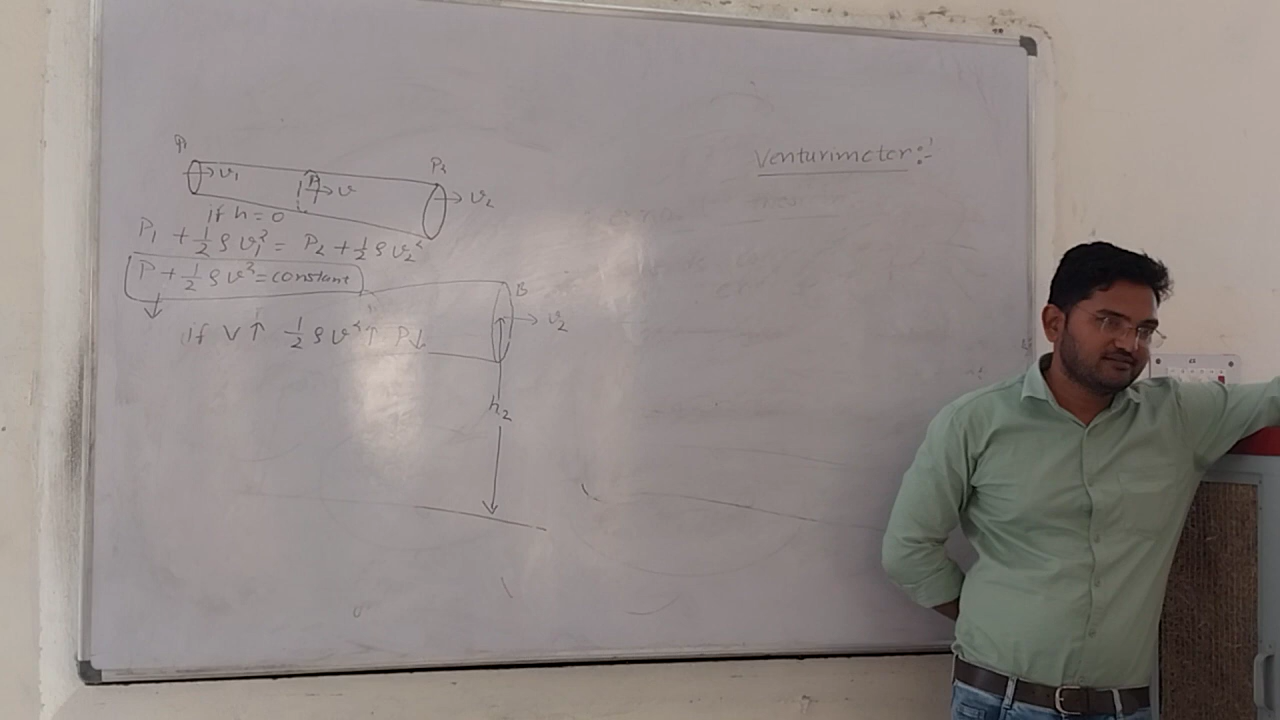 P₁ P₂
v₁ A v v₂
if h = 0
P₁ + ½ ρ v₁² = P₂ + ½ ρ v₂²
P + ½ ρ v² = constant
B
v₂
if V↑ ½ ρ v² ↑ P↓
h₂
Venturimeter :-